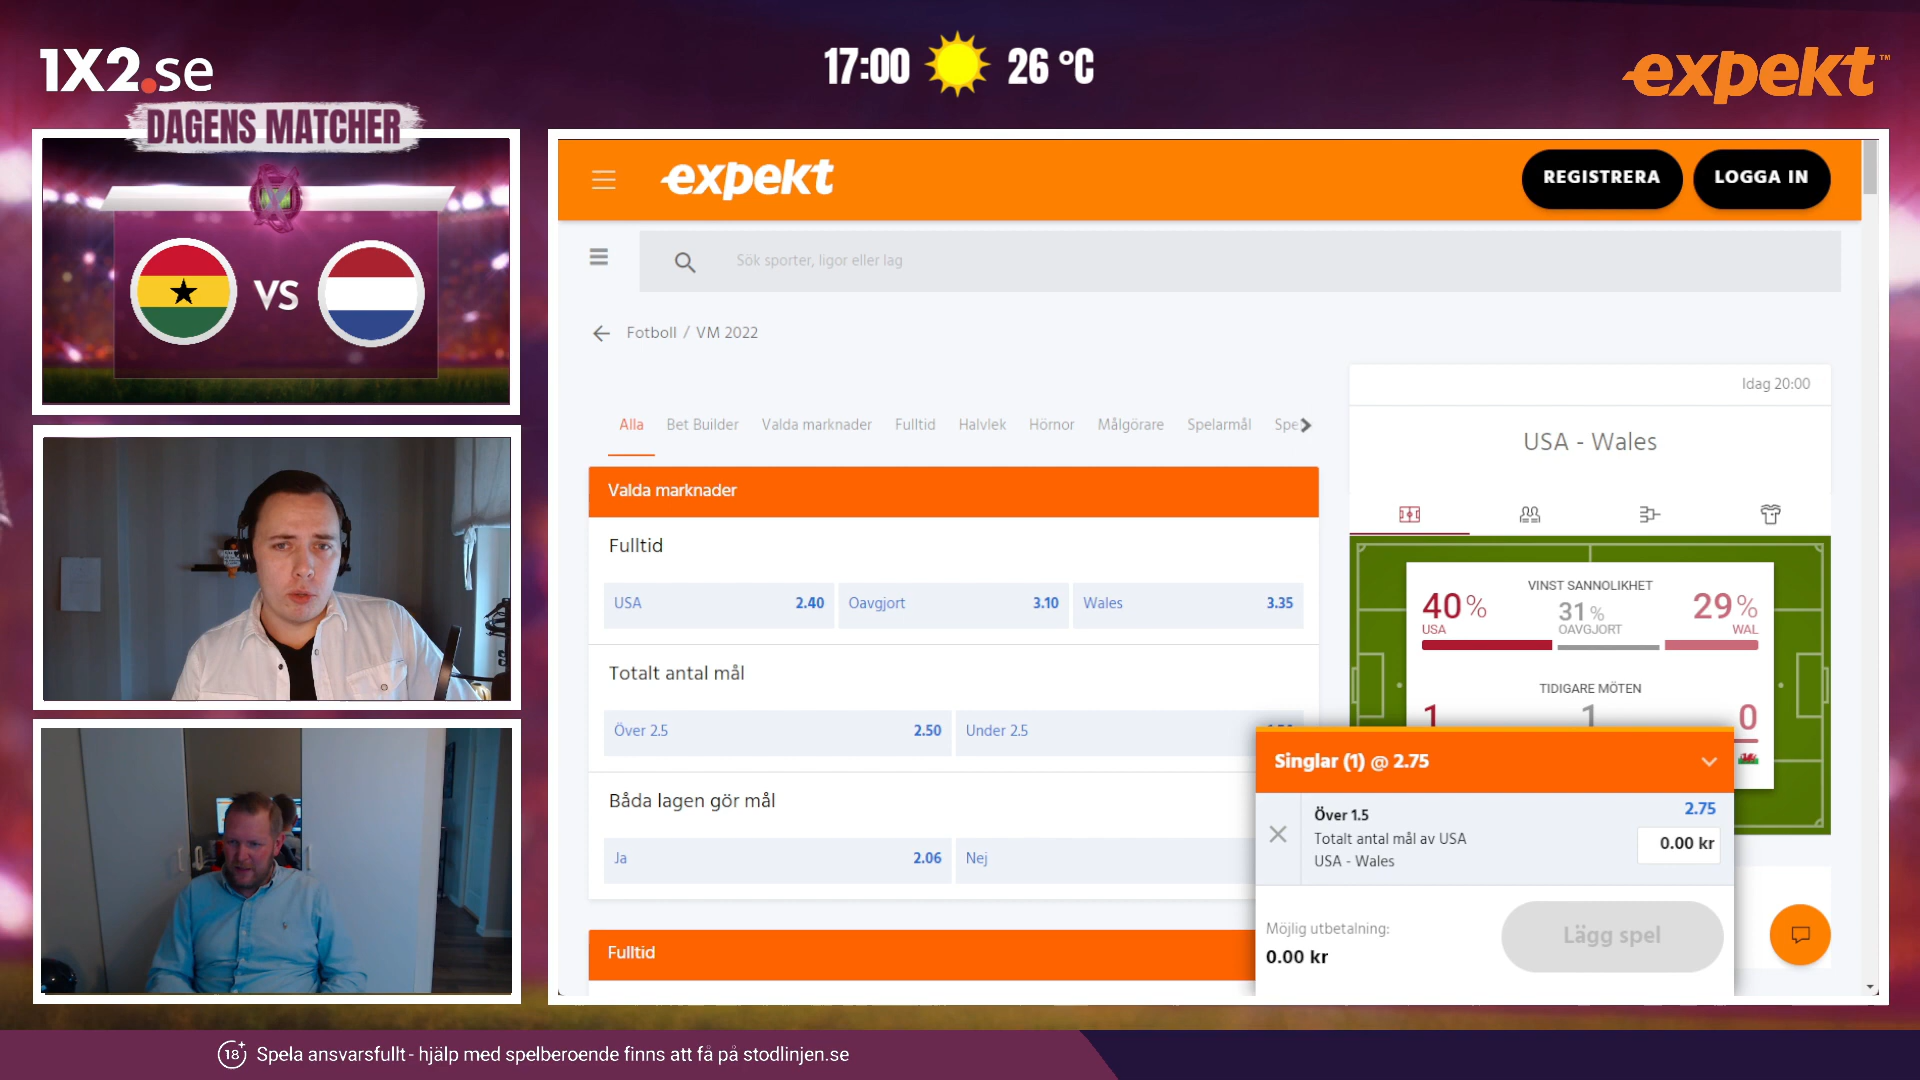 1X2.se
17:00
26 °C
expekt™
DAGENS MATCHER
VS
expekt
REGISTRERA
LOGGA IN
Sök sporter, ligor eller lag
Fotboll / VM 2022
Idag 20:00
Alla Bet Builder Valda marknader Fulltid Halvlek Hörnor Målgörare Spelarmål Spe
USA - Wales
Valda marknader
Fulltid
USA 2.40 Oavgjort 3.10 Wales 3.35
VINST SANNOLIKHET
40% 31% 29%
USA OAVGJORT WAL
Totalt antal mål
TIDIGARE MÖTEN
1 1 0
Över 2.5 2.50 Under 2.5
Båda lagen gör mål
Ja 2.06 Nej
Fulltid
Singlar (1) @ 2.75
Över 1.5 2.75
Totalt antal mål av USA 0.00 kr
USA - Wales
Möjlig utbetalning:
0.00 kr
Lägg spel
18+ Spela ansvarsfullt - hjälp med spelberoende finns att få på stodlinjen.se